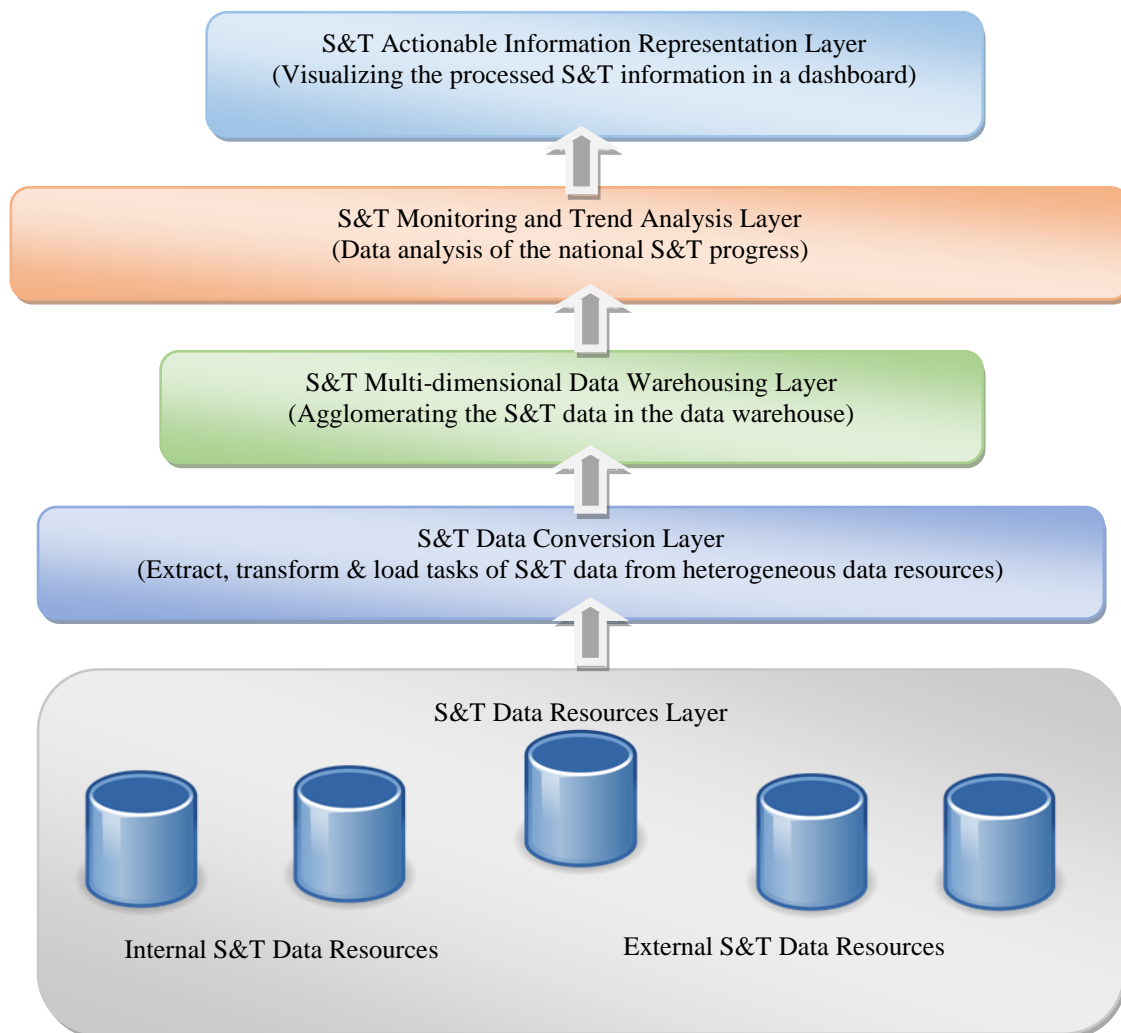 S&T Actionable Information Representation Layer
(Visualizing the processed S&T information in a dashboard)
S&T Monitoring and Trend Analysis Layer
(Data analysis of the national S&T progress)
S&T Multi-dimensional Data Warehousing Layer
(Agglomerating the S&T data in the data warehouse)
S&T Data Conversion Layer
(Extract, transform & load tasks of S&T data from heterogeneous data resources)
S&T Data Resources Layer
Internal S&T Data Resources
External S&T Data Resources